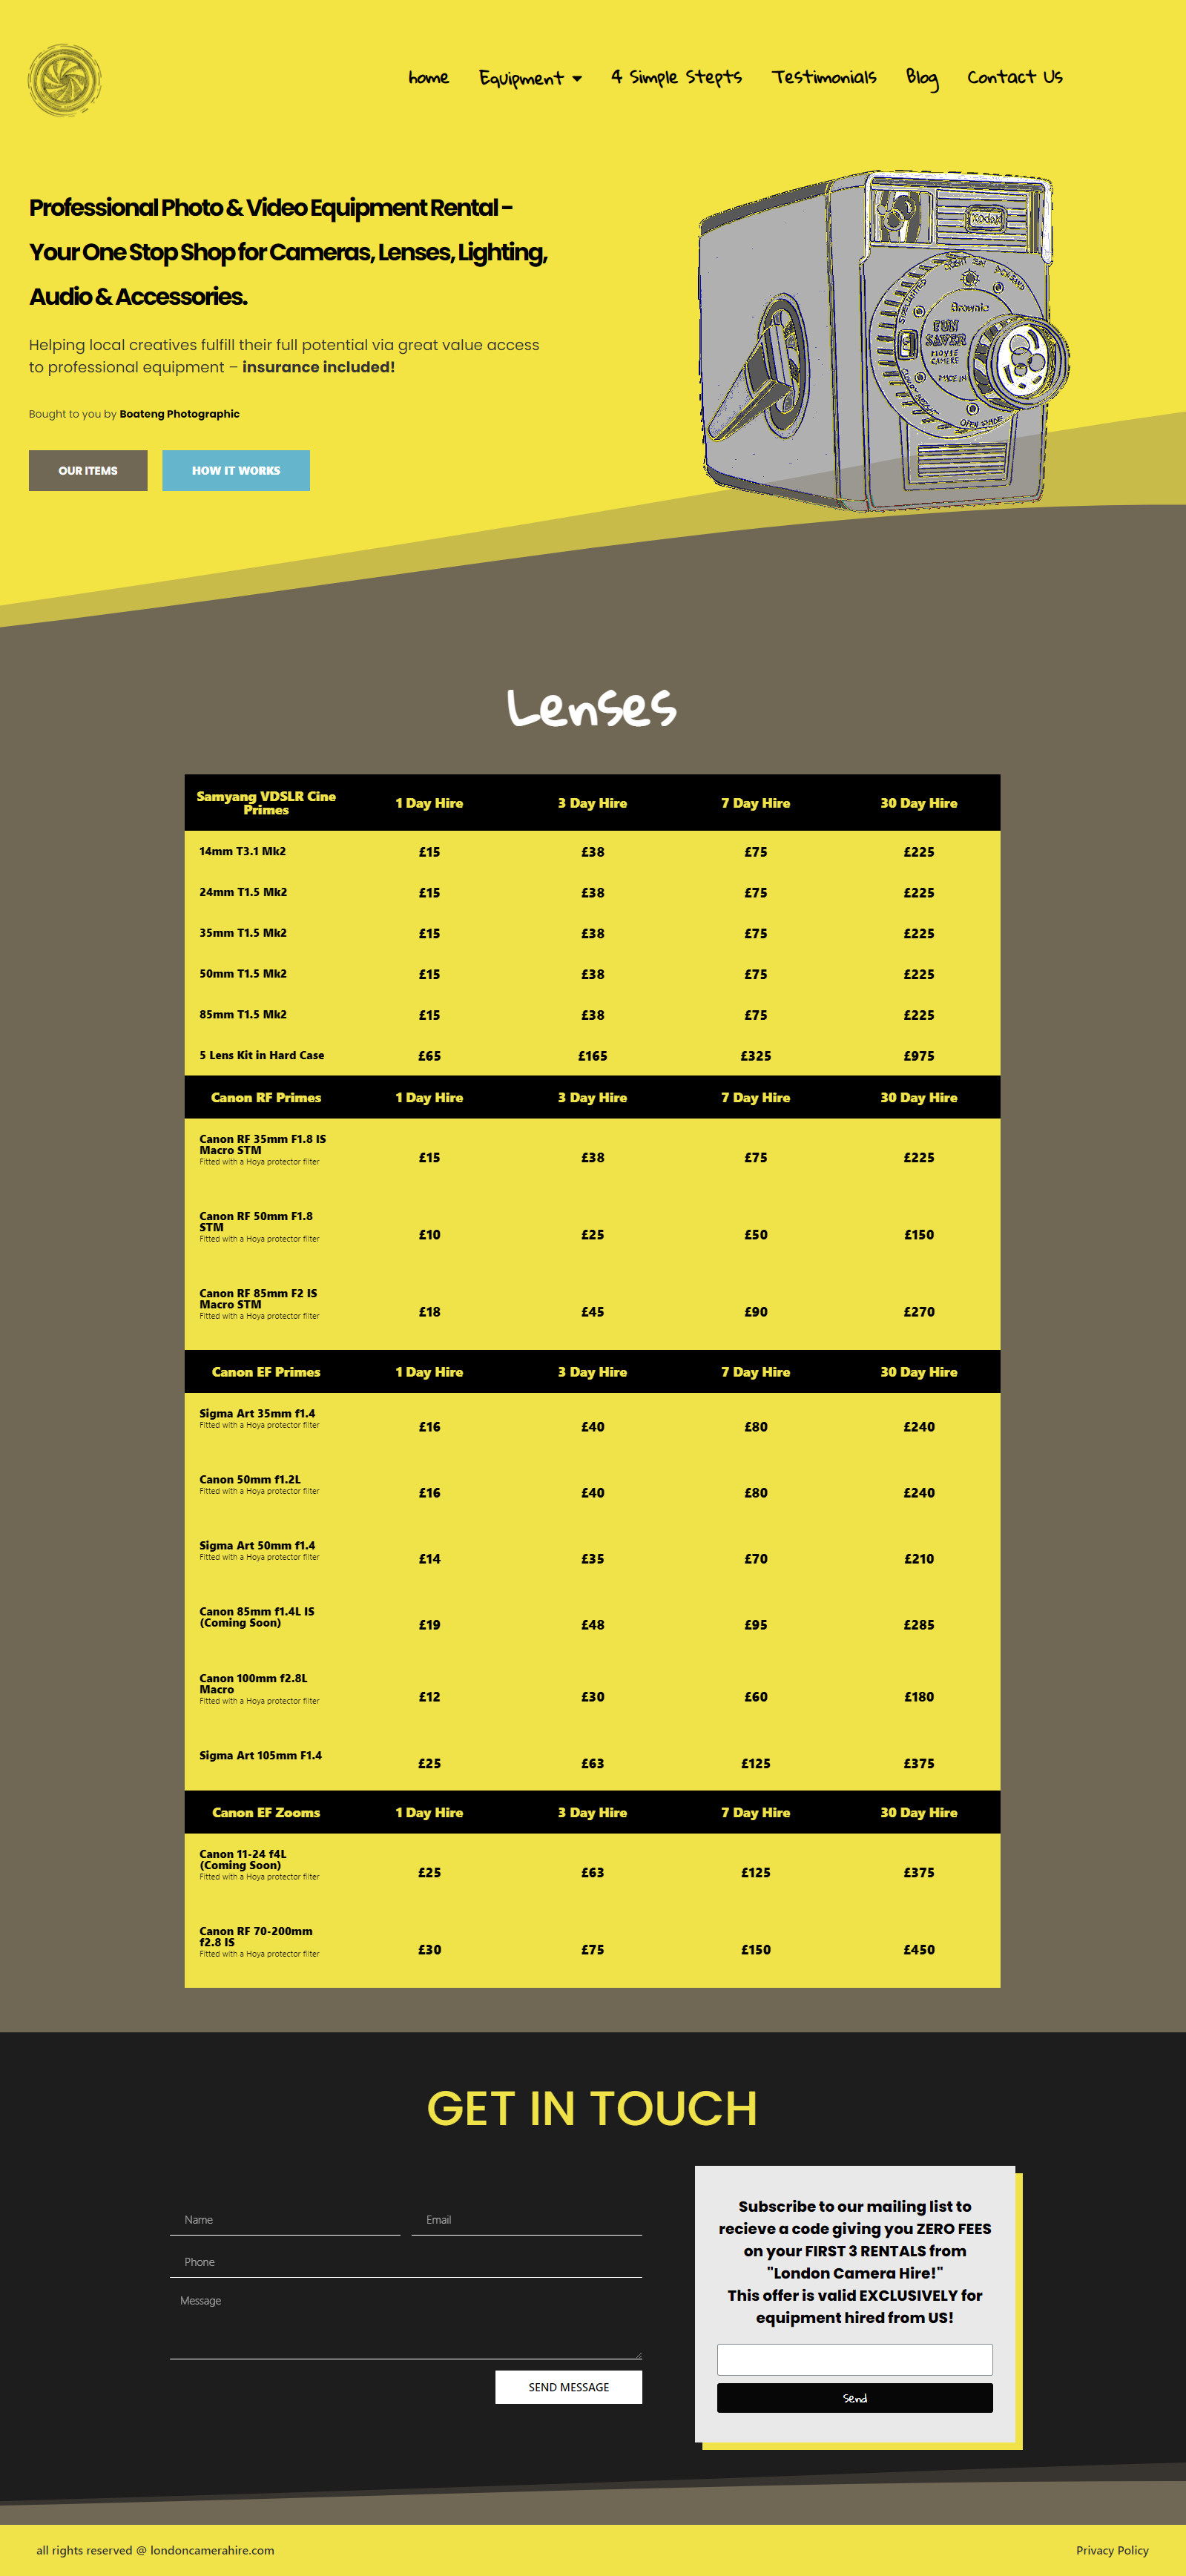 home Equipment 4 Simple Stepts Testimonials Blog Contact Us
Professional Photo & Video Equipment Rental -
Your One Stop Shop for Cameras, Lenses, Lighting,
Audio & Accessories.
Helping local creatives fulfill their full potential via great value access
to professional equipment – insurance included!
Bought to you by Boateng Photographic
OUR ITEMS HOW IT WORKS
Kodak
Brownie
FUN
SAVER
MOVIE
CAMERA
MADE IN
Lenses
Samyang VDSLR Cine
Primes 1 Day Hire 3 Day Hire 7 Day Hire 30 Day Hire
14mm T3.1 Mk2 £15 £38 £75 £225
24mm T1.5 Mk2 £15 £38 £75 £225
35mm T1.5 Mk2 £15 £38 £75 £225
50mm T1.5 Mk2 £15 £38 £75 £225
85mm T1.5 Mk2 £15 £38 £75 £225
5 Lens Kit in Hard Case £65 £165 £325 £975
Canon RF Primes 1 Day Hire 3 Day Hire 7 Day Hire 30 Day Hire
Canon RF 35mm F1.8 IS
Macro STM
Fitted with a Hoya protector filter £15 £38 £75 £225
Canon RF 50mm F1.8
STM
Fitted with a Hoya protector filter £10 £25 £50 £150
Canon RF 85mm F2 IS
Macro STM
Fitted with a Hoya protector filter £18 £45 £90 £270
Canon EF Primes 1 Day Hire 3 Day Hire 7 Day Hire 30 Day Hire
Sigma Art 35mm f1.4
Fitted with a Hoya protector filter £16 £40 £80 £240
Canon 50mm f1.2L
Fitted with a Hoya protector filter £16 £40 £80 £240
Sigma Art 50mm f1.4
Fitted with a Hoya protector filter £14 £35 £70 £210
Canon 85mm f1.4L IS
(Coming Soon) £19 £48 £95 £285
Canon 100mm f2.8L
Macro
Fitted with a Hoya protector filter £12 £30 £60 £180
Sigma Art 105mm F1.4 £25 £63 £125 £375
Canon EF Zooms 1 Day Hire 3 Day Hire 7 Day Hire 30 Day Hire
Canon 11-24 f4L
(Coming Soon)
Fitted with a Hoya protector filter £25 £63 £125 £375
Canon RF 70-200mm
f2.8 IS
Fitted with a Hoya protector filter £30 £75 £150 £450
GET IN TOUCH
Name Email
Phone
Message
SEND MESSAGE
Subscribe to our mailing list to
recieve a code giving you ZERO FEES
on your FIRST 3 RENTALS from
"London Camera Hire!"
This offer is valid EXCLUSIVELY for
equipment hired from US!
Send
all rights reserved @ londoncamerahire.com Privacy Policy